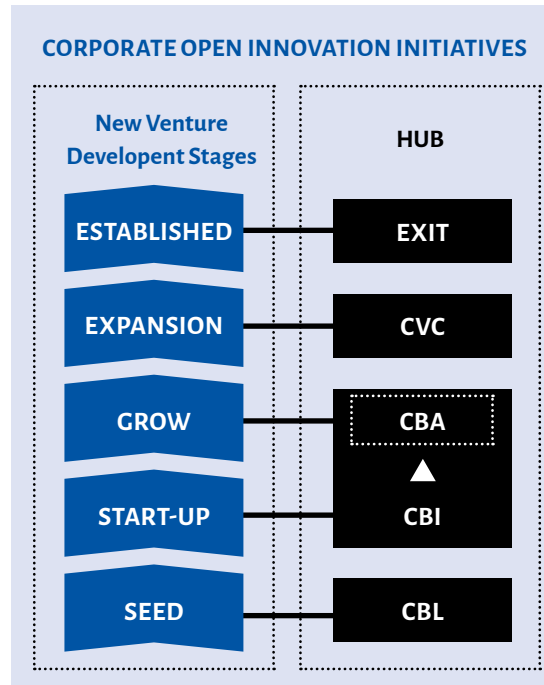 CORPORATE OPEN INNOVATION INITIATIVES
New Venture
Developent Stages
HUB
ESTABLISHED
EXIT
EXPANSION
CVC
GROW
CBA
START-UP
CBI
SEED
CBL